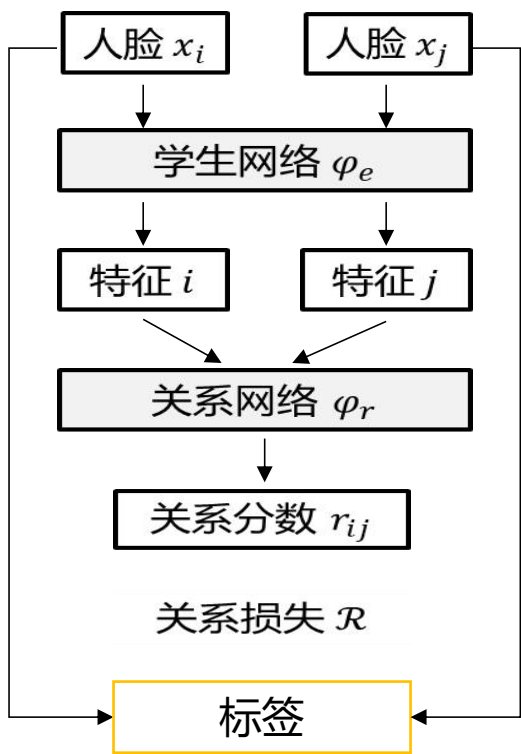 人脸 𝑥ᵢ
人脸 𝑥ⱼ
学生网络 𝜑ₑ
特征 𝑖
特征 𝑗
关系网络 𝜑ᵣ
关系分数 𝑟ᵢⱼ
关系损失 ℛ
标签